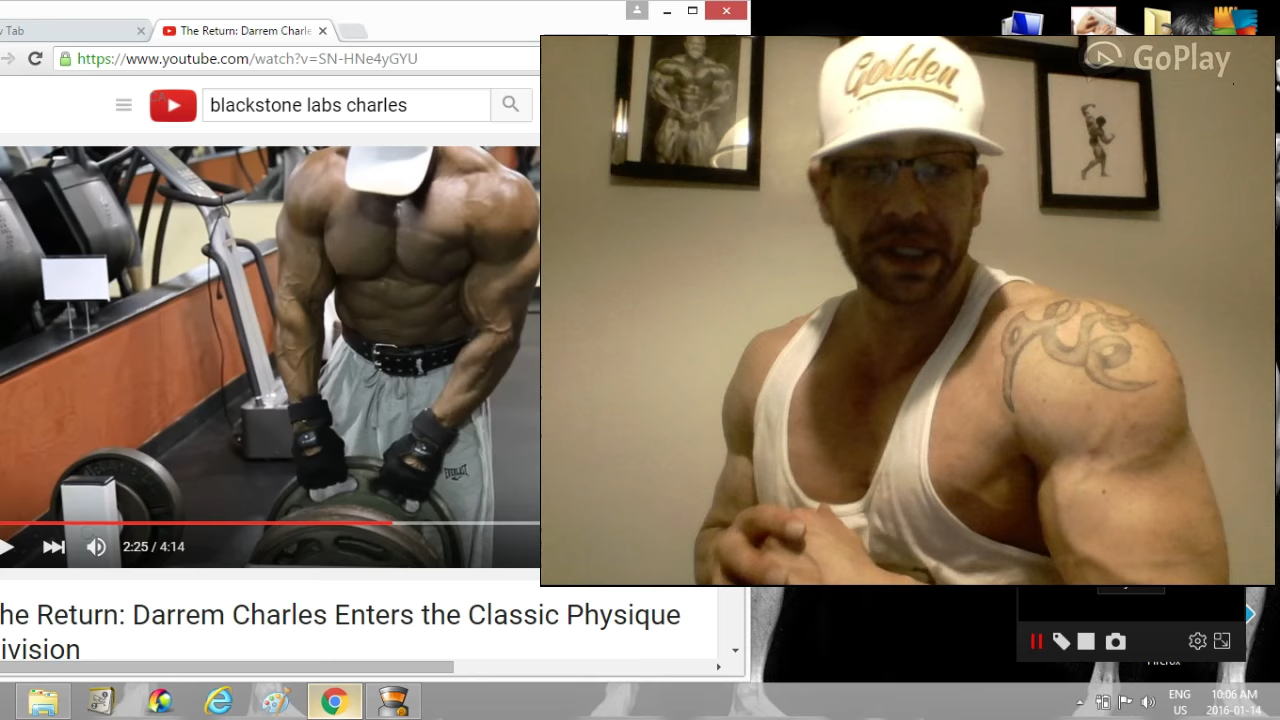 w Tab
The Return: Darrem Charle
GoPlay
https://www.youtube.com/watch?v=SN-HNe4yGYU
CA
blackstone labs charles
Golden
EVERLAST
2:25 / 4:14
he Return: Darrem Charles Enters the Classic Physique
ivision
ENG
US
10:06 AM
2016-01-14